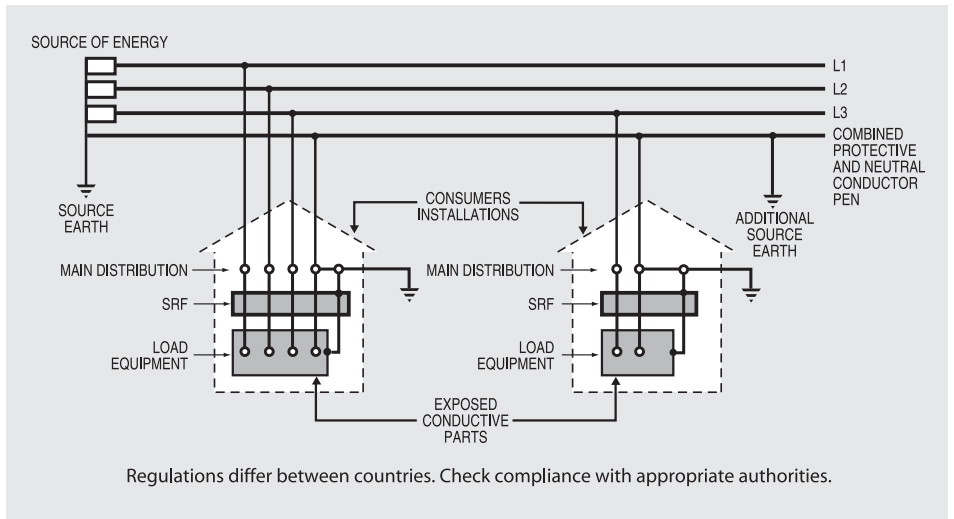 SOURCE OF ENERGY
L1
L2
L3
COMBINED
PROTECTIVE
AND NEUTRAL
CONDUCTOR
PEN
SOURCE
EARTH
CONSUMERS
INSTALLATIONS
ADDITIONAL
SOURCE
EARTH
MAIN DISTRIBUTION
MAIN DISTRIBUTION
SRF
SRF
LOAD
EQUIPMENT
LOAD
EQUIPMENT
EXPOSED
CONDUCTIVE
PARTS
Regulations differ between countries. Check compliance with appropriate authorities.